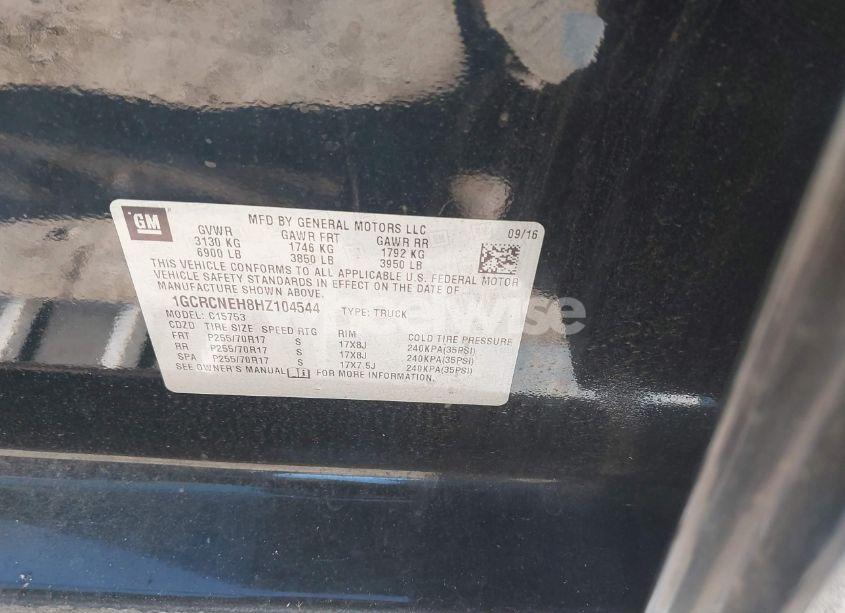 GM
MFD BY GENERAL MOTORS LLC
09/16
GVWR GAWR FRT GAWR RR
3130 KG 1746 KG 1792 KG
6900 LB 3850 LB 3950 LB
THIS VEHICLE CONFORMS TO ALL APPLICABLE U.S. FEDERAL MOTOR
VEHICLE SAFETY STANDARDS IN EFFECT ON THE DATE OF
MANUFACTURE SHOWN ABOVE.
1GCRCNEH8HZ104544 TYPE: TRUCK
MODEL: C15753
CDZD TIRE SIZE SPEED RTG RIM COLD TIRE PRESSURE
FRT P255/70R17 S 17X8J 240KPA(35PSI)
RR P255/70R17 S 17X8J 240KPA(35PSI)
SPA P255/70R17 S 17X7.5J 240KPA(35PSI)
SEE OWNER'S MANUAL FOR MORE INFORMATION.